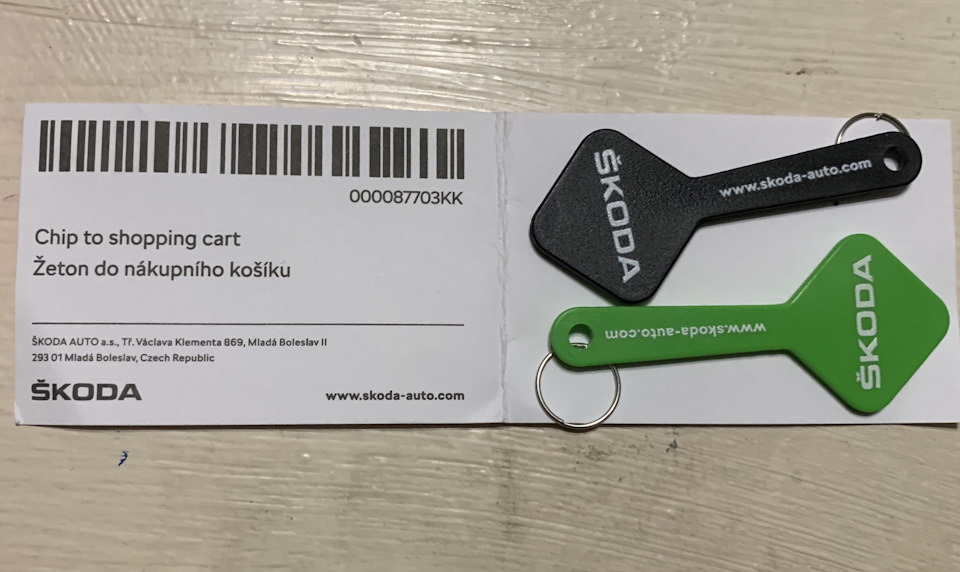 000087703KK
Chip to shopping cart
Žeton do nákupního košíku
ŠKODA AUTO a.s., Tř. Václava Klementa 869, Mladá Boleslav II
293 01 Mladá Boleslav, Czech Republic
ŠKODA
www.skoda-auto.com
ŠKODA
www.skoda-auto.com
www.skoda-auto.com
ŠKODA